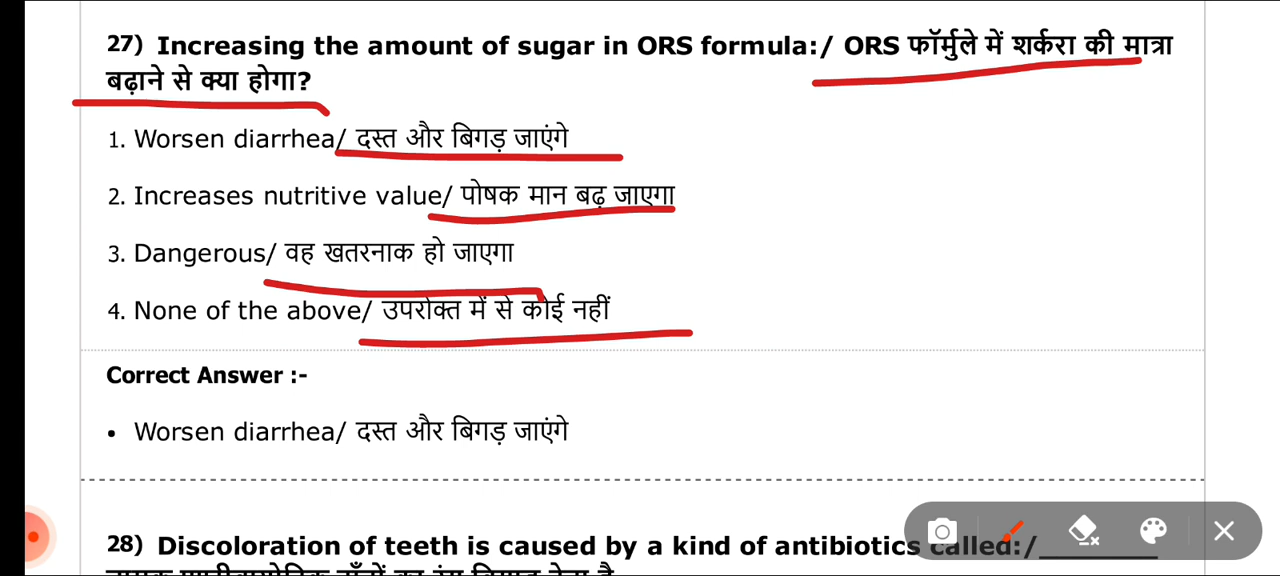 27) Increasing the amount of sugar in ORS formula:/ ORS फॉर्मुले में शर्करा की मात्रा
बढ़ाने से क्या होगा?
1. Worsen diarrhea/ दस्त और बिगड़ जाएंगे
2. Increases nutritive value/ पोषक मान बढ़ जाएगा
3. Dangerous/ वह खतरनाक हो जाएगा
4. None of the above/ उपरोक्त में से कोई नहीं
Correct Answer :-
• Worsen diarrhea/ दस्त और बिगड़ जाएंगे
28) Discoloration of teeth is caused by a kind of antibiotics called:/_________